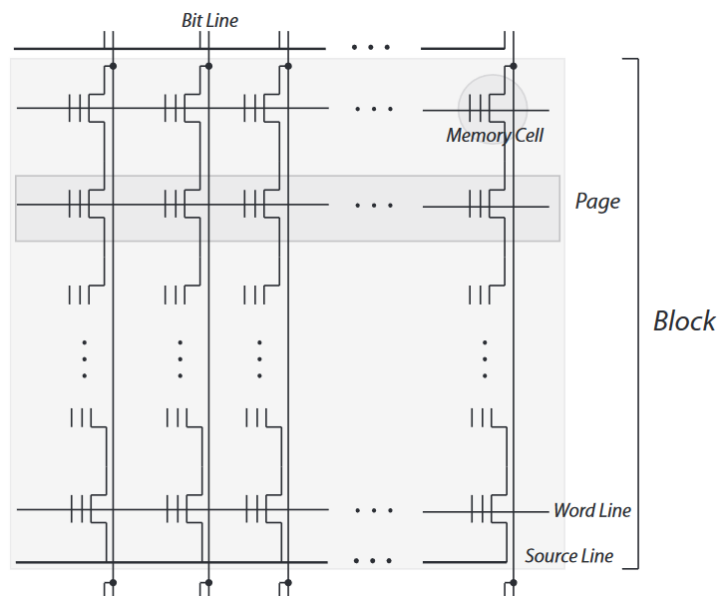 Bit Line
Memory Cell
Page
Block
Word Line
Source Line